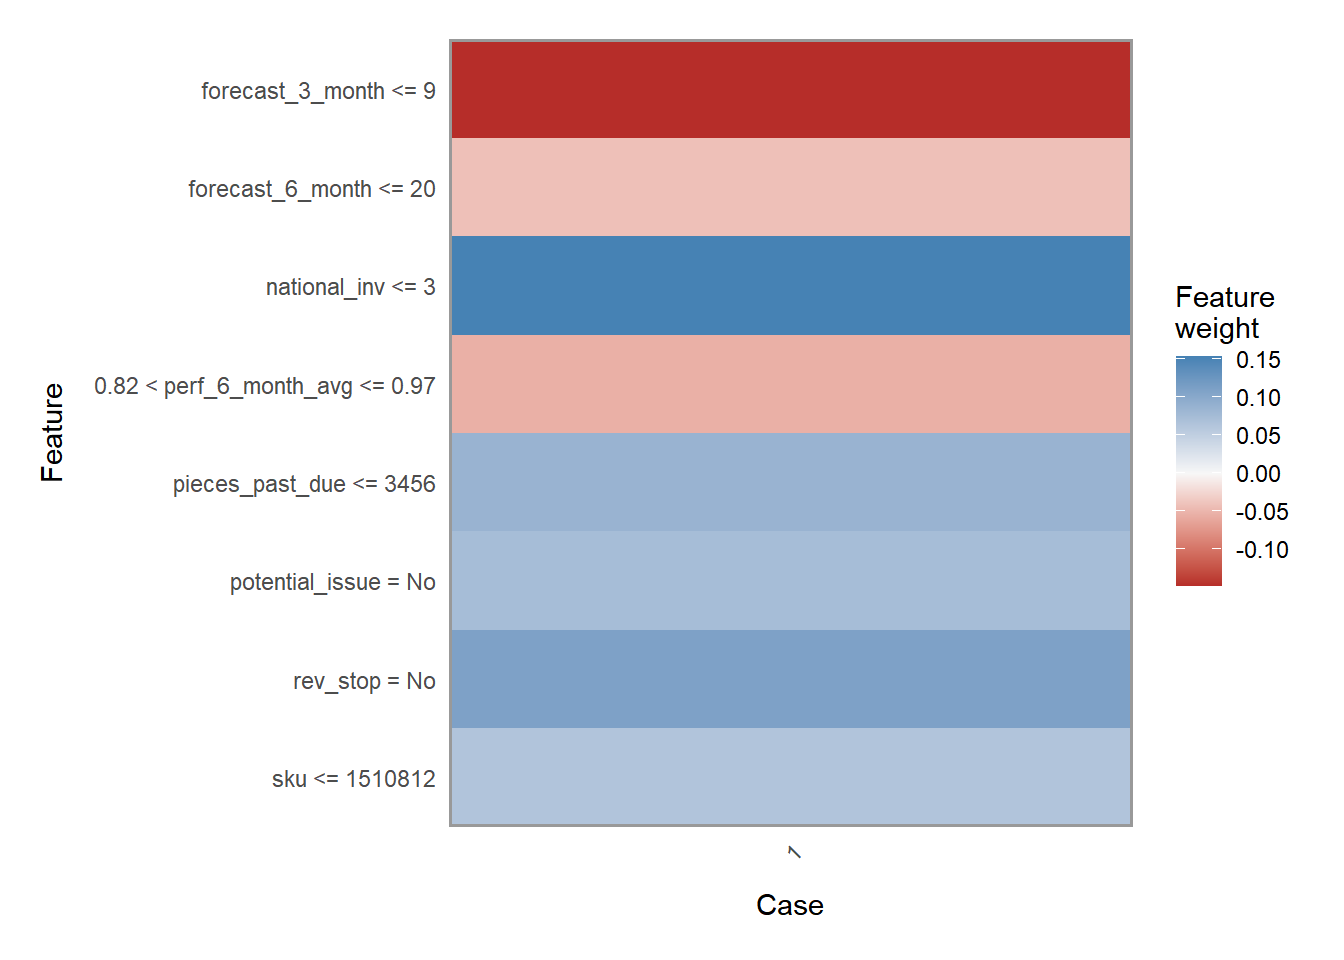 forecast_3_month <= 9
forecast_6_month <= 20
national_inv <= 3
0.82 < perf_6_month_avg <= 0.97
pieces_past_due <= 3456
potential_issue = No
rev_stop = No
sku <= 1510812
Feature
1
Case
Feature
weight
0.15
0.10
0.05
0.00
-0.05
-0.10